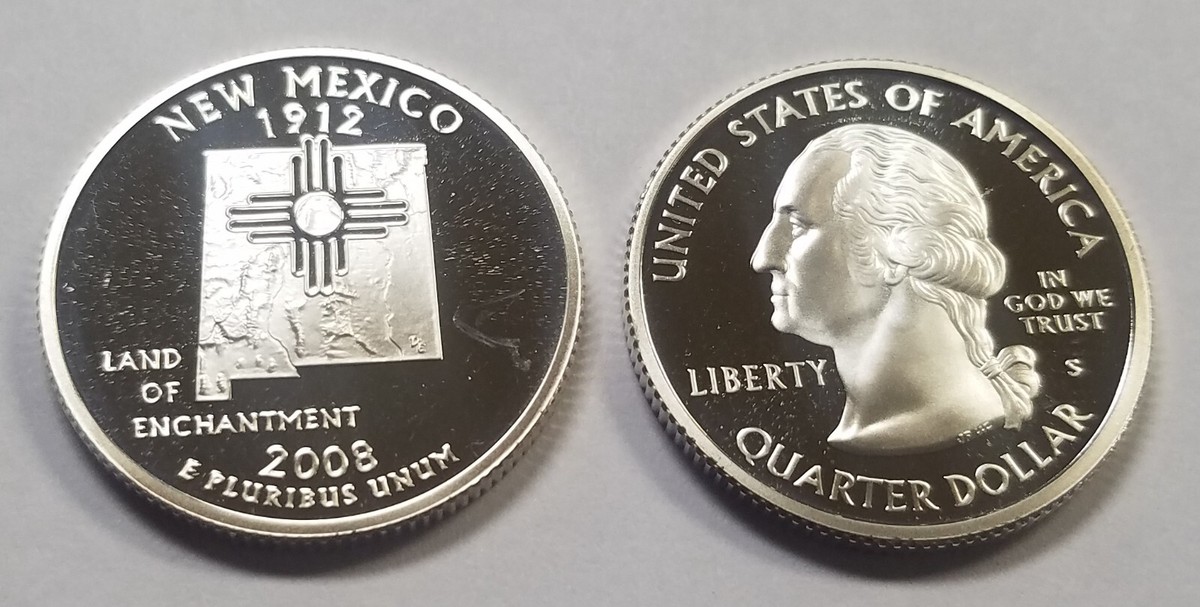 NEW MEXICO
1912
LAND
OF
ENCHANTMENT
2008
E PLURIBUS UNUM
UNITED STATES OF AMERICA
IN
GOD WE
TRUST
S
LIBERTY
QUARTER DOLLAR